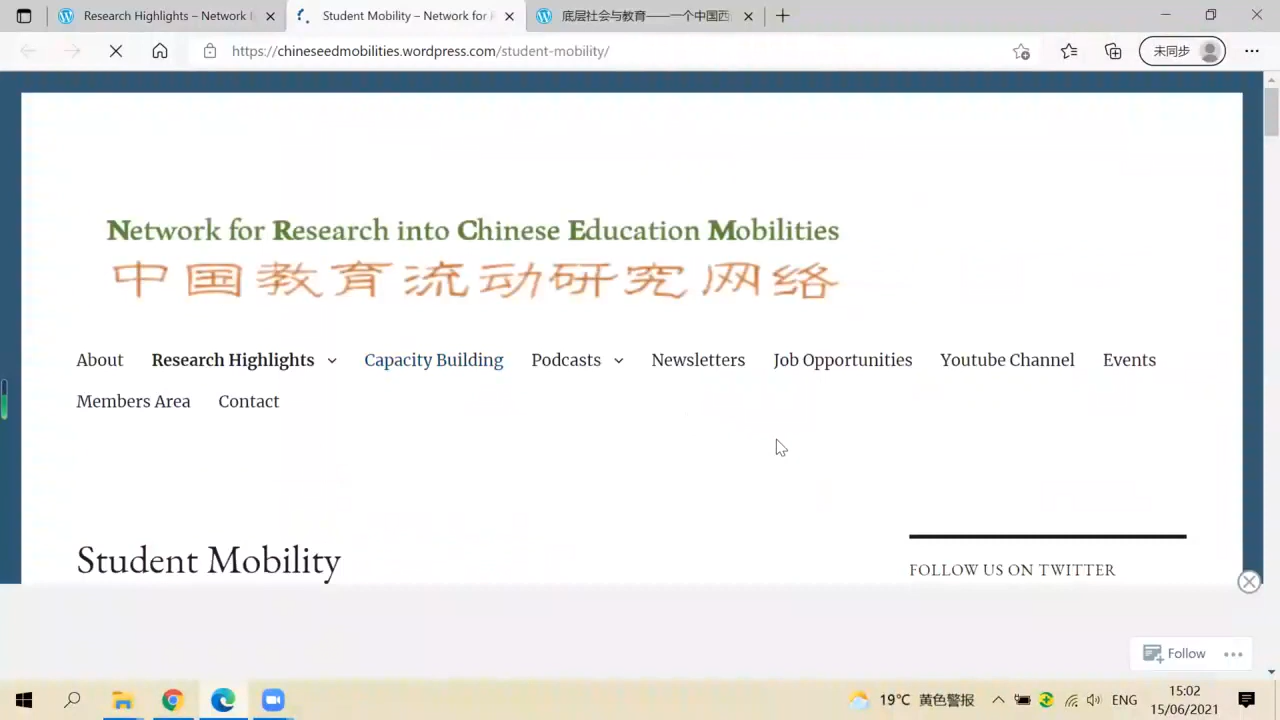 Research Highlights – Network
Student Mobility – Network for
底层社会与教育——一个中国西
https://chineseedmobilities.wordpress.com/student-mobility/
未同步
Network for Research into Chinese Education Mobilities
中国教育流动研究网络
About Research Highlights Capacity Building Podcasts Newsletters Job Opportunities Youtube Channel Events
Members Area Contact
Student Mobility
FOLLOW US ON TWITTER
Follow
19°C 黄色警报
ENG
15:02
15/06/2021